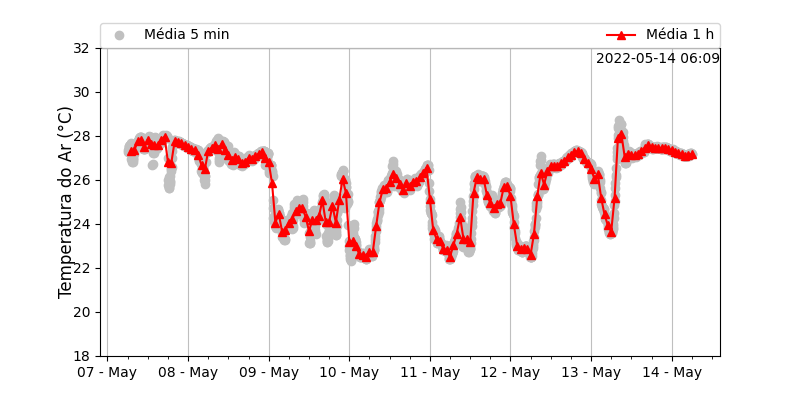 Média 5 min
Média 1 h
2022-05-14 06:09
Temperatura do Ar (°C)
32
30
28
26
24
22
20
18
07 - May
08 - May
09 - May
10 - May
11 - May
12 - May
13 - May
14 - May